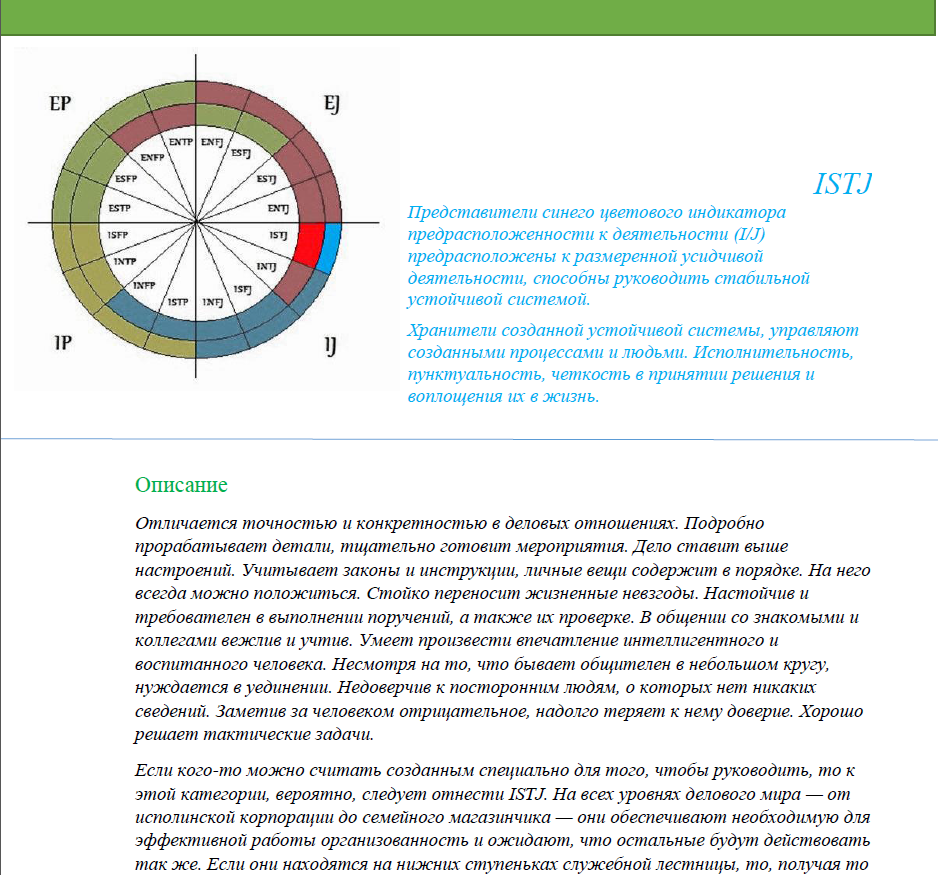 EP
EJ
ENTP
ENFJ
ENFP
ESFJ
ESFP
ESTJ
ESTP
ENTJ
ISFP
ISTJ
INTP
INTJ
INFP
ISFJ
ISTP
INFJ
IP
IJ
ISTJ
Представители синего цветового индикатора
предрасположенности к деятельности (I/J)
предрасположены к размеренной усидчивой
деятельности, способны руководить стабильной
устойчивой системой.
Хранители созданной устойчивой системы, управляют
созданными процессами и людьми. Исполнительность,
пунктуальность, четкость в принятии решения и
воплощения их в жизнь.
Описание
Отличается точностью и конкретностью в деловых отношениях. Подробно
прорабатывает детали, тщательно готовит мероприятия. Дело ставит выше
настроений. Учитывает законы и инструкции, личные вещи содержит в порядке. На него
всегда можно положиться. Стойко переносит жизненные невзгоды. Настойчив и
требователен в выполнении поручений, а также их проверке. В общении со знакомыми и
коллегами вежлив и учтив. Умеет произвести впечатление интеллигентного и
воспитанного человека. Несмотря на то, что бывает общителен в небольшом кругу,
нуждается в уединении. Недоверчив к посторонним людям, о которых нет никаких
сведений. Заметив за человеком отрицательное, надолго теряет к нему доверие. Хорошо
решает тактические задачи.
Если кого-то можно считать созданным специально для того, чтобы руководить, то к
этой категории, вероятно, следует отнести ISTJ. На всех уровнях делового мира — от
исполинской корпорации до семейного магазинчика — они обеспечивают необходимую для
эффективной работы организованность и ожидают, что остальные будут действовать
так же. Если они находятся на нижних ступеньках служебной лестницы, то, получая то